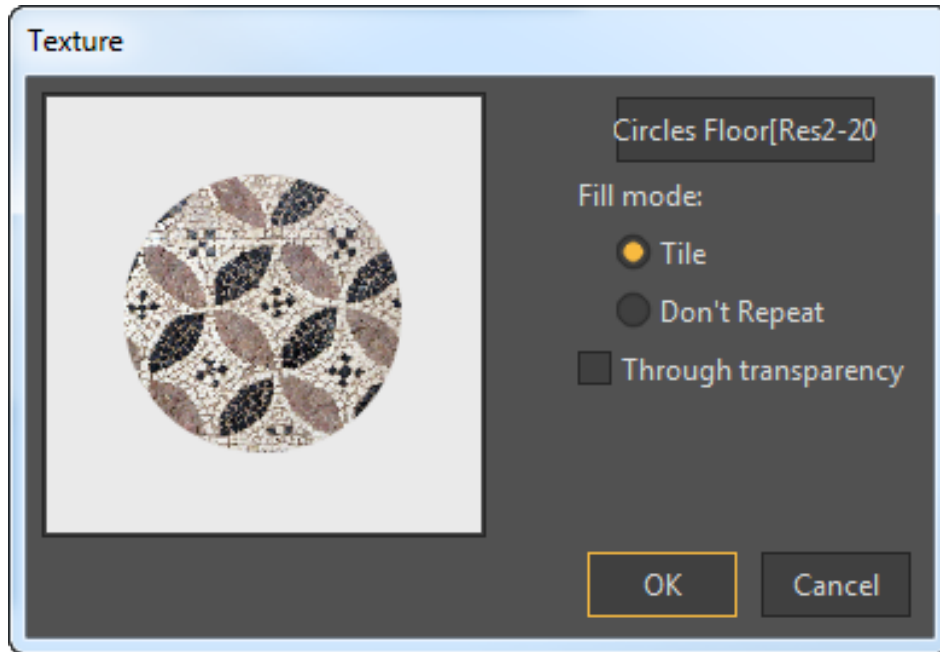 Texture
Circles Floor[Res2-20
Fill mode:
Tile
Don't Repeat
Through transparency
OK
Cancel